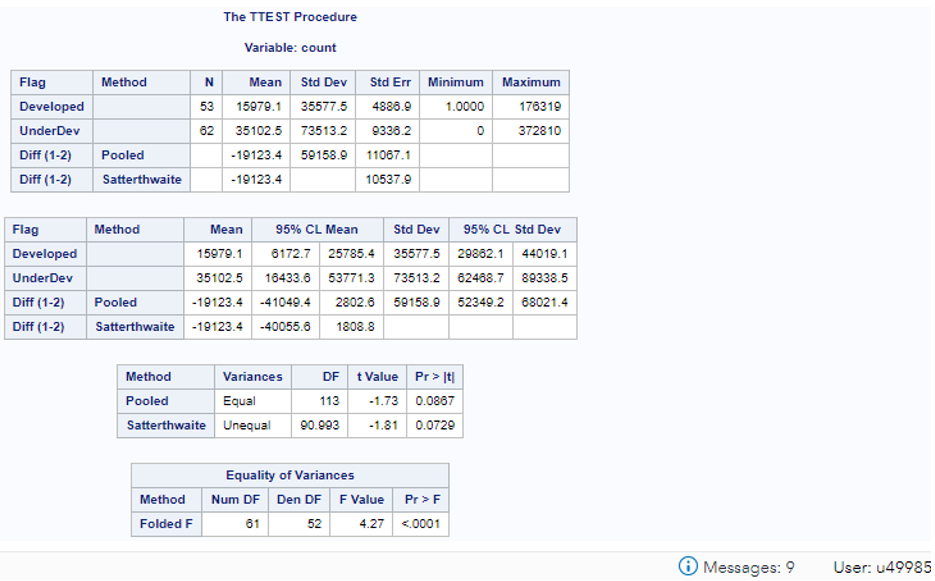 The TTEST Procedure
Variable: count
Flag Method N Mean Std Dev Std Err Minimum Maximum
Developed 53 15979.1 35577.5 4886.9 1.0000 176319
UnderDev 62 35102.5 73513.2 9336.2 0 372810
Diff (1-2) Pooled -19123.4 59158.9 11067.1
Diff (1-2) Satterthwaite -19123.4 10537.9
Flag Method Mean 95% CL Mean Std Dev 95% CL Std Dev
Developed 15979.1 6172.7 25785.4 35577.5 29862.1 44019.1
UnderDev 35102.5 16433.6 53771.3 73513.2 62468.7 89338.5
Diff (1-2) Pooled -19123.4 -41049.4 2802.6 59158.9 52349.2 68021.4
Diff (1-2) Satterthwaite -19123.4 -40055.6 1808.8
Method Variances DF t Value Pr > |t|
Pooled Equal 113 -1.73 0.0867
Satterthwaite Unequal 90.993 -1.81 0.0729
Equality of Variances
Method Num DF Den DF F Value Pr > F
Folded F 61 52 4.27 <.0001
Messages: 9 User: u49985